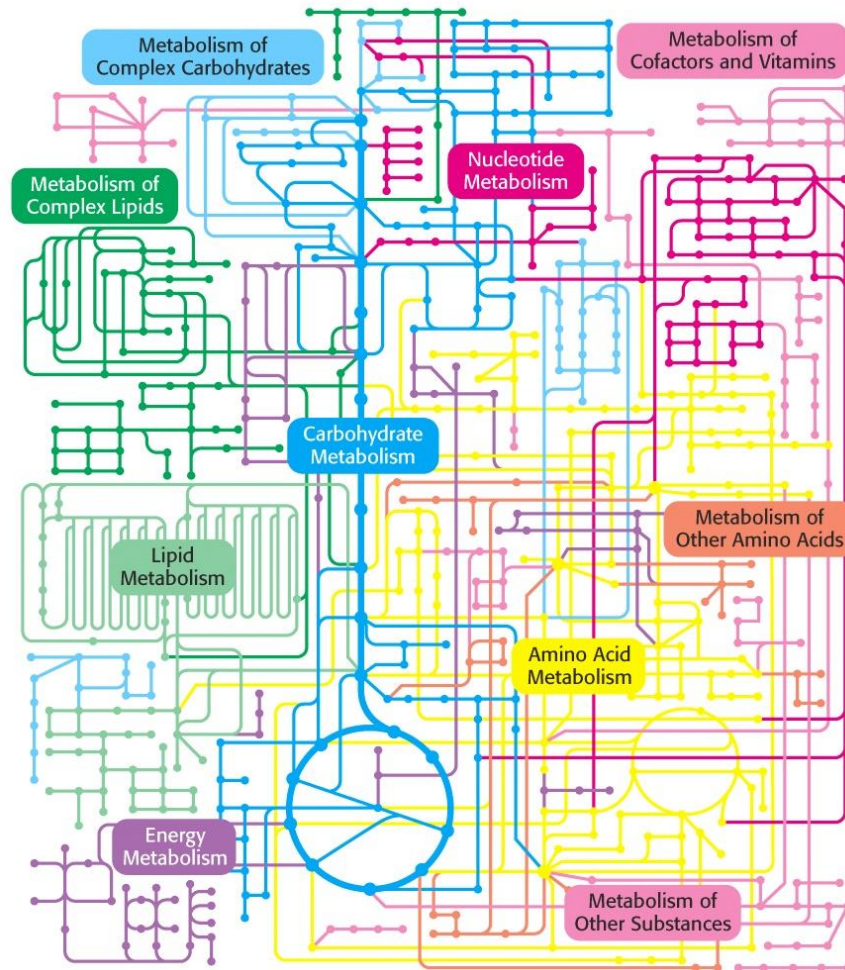 Metabolism of
Complex Carbohydrates
Metabolism of
Cofactors and Vitamins
Nucleotide
Metabolism
Metabolism of
Complex Lipids
Carbohydrate
Metabolism
Lipid
Metabolism
Metabolism of
Other Amino Acids
Amino Acid
Metabolism
Energy
Metabolism
Metabolism of
Other Substances